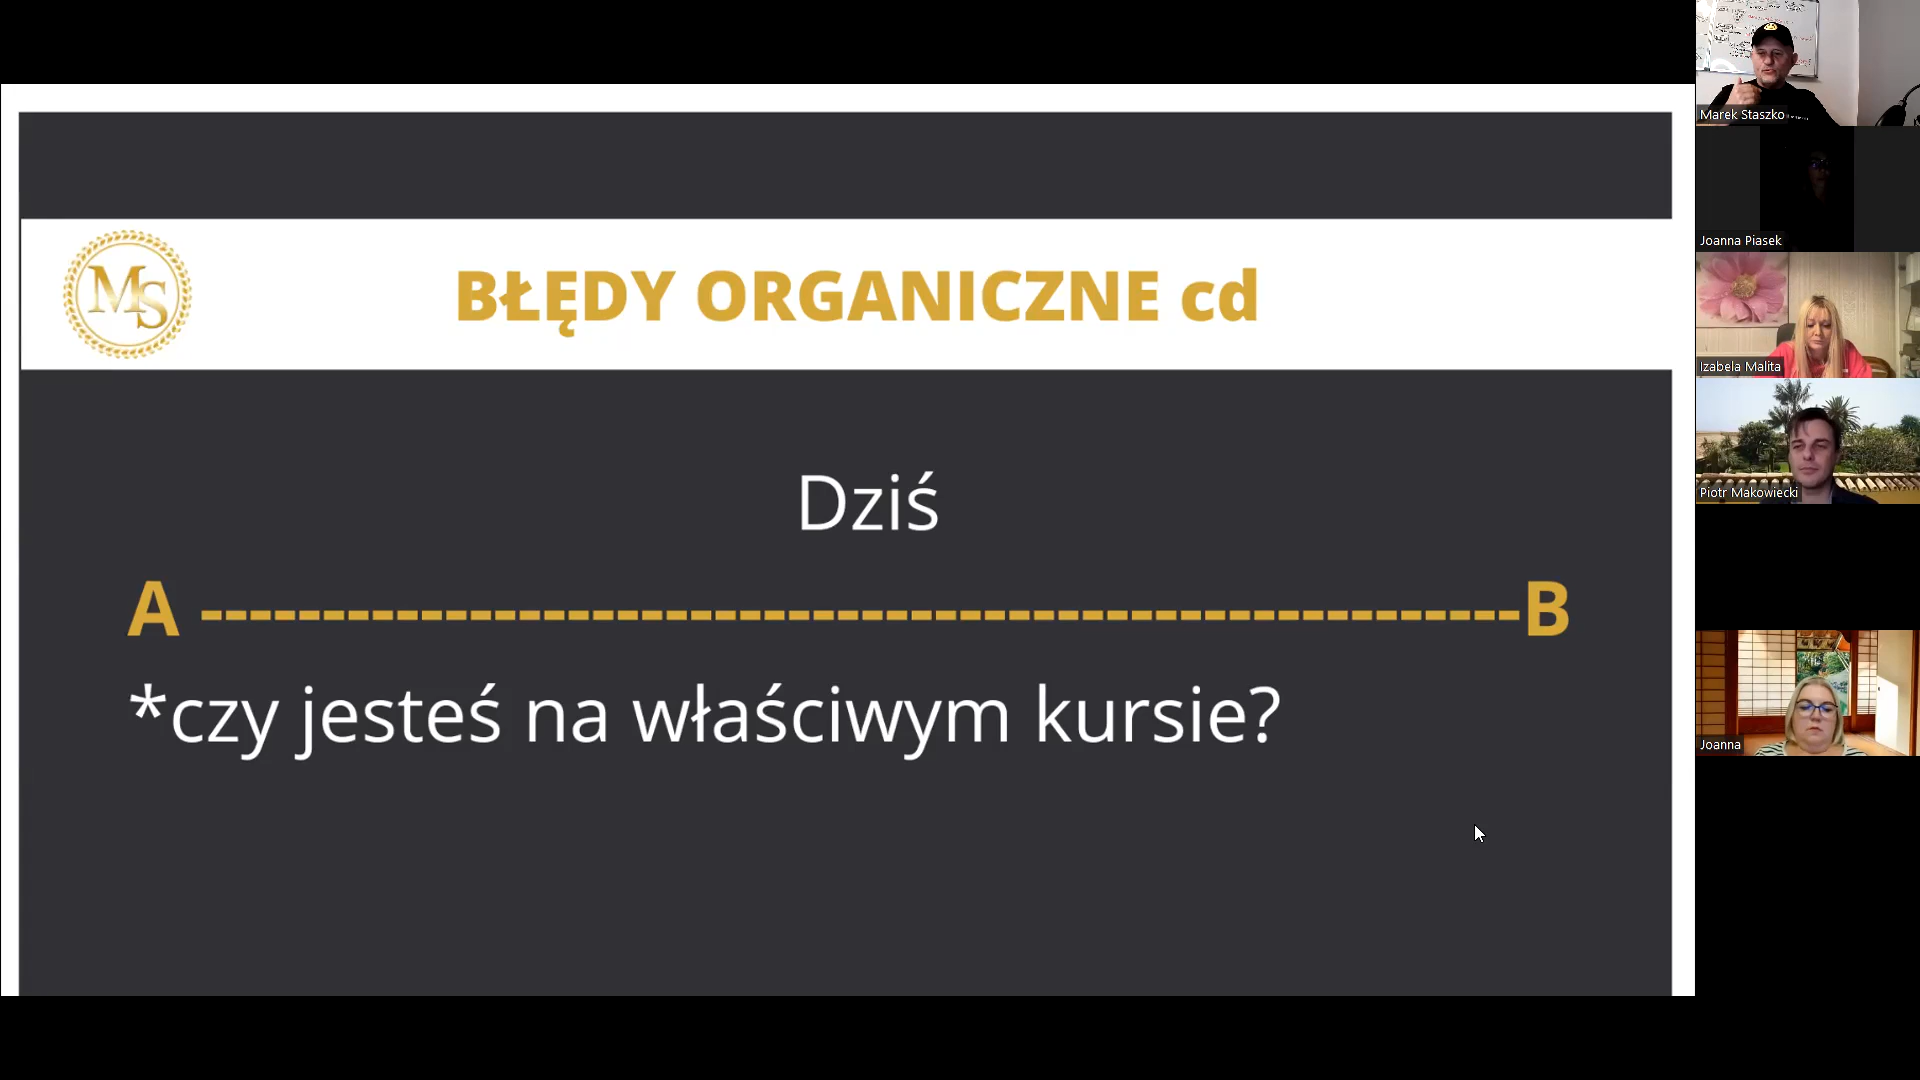 MS
BŁĘDY ORGANICZNE cd
Dziś
A ------------------------------------------------------B
*czy jesteś na właściwym kursie?
Marek Staszko
Joanna Piasek
Izabela Malita
Piotr Makowiecki
Joanna